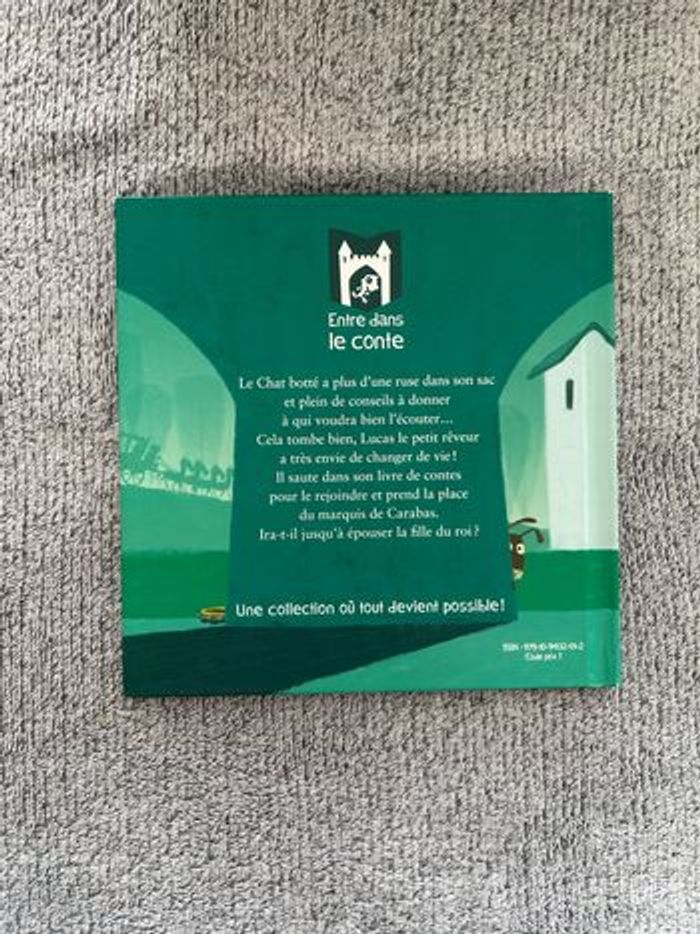 Entre dans
le conte
Le Chat botté a plus d'une ruse dans son sac
et plein de conseils à donner
à qui voudra bien l'écouter...
Cela tombe bien, Lucas le petit rêveur
a très envie de changer de vie !
Il saute dans son livre de contes
pour le rejoindre et prend la place
du marquis de Carabas.
Ira-t-il jusqu'à épouser la fille du roi ?
Une collection où tout devient possible !
ISBN
Code prix